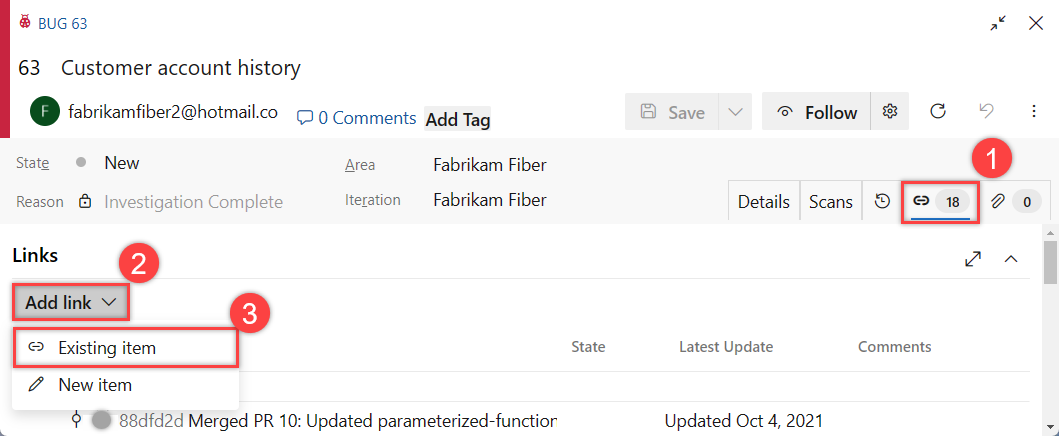 BUG 63
63 Customer account history
F fabrikamfiber2@hotmail.co 0 Comments Add Tag Save Follow
1
State New Area Fabrikam Fiber
Reason Investigation Complete Iteration Fabrikam Fiber Details Scans 18 0
Links
2
Add link
3
Existing item State Latest Update Comments
New item
88dfd2d Merged PR 10: Updated parameterized-function Updated Oct 4, 2021